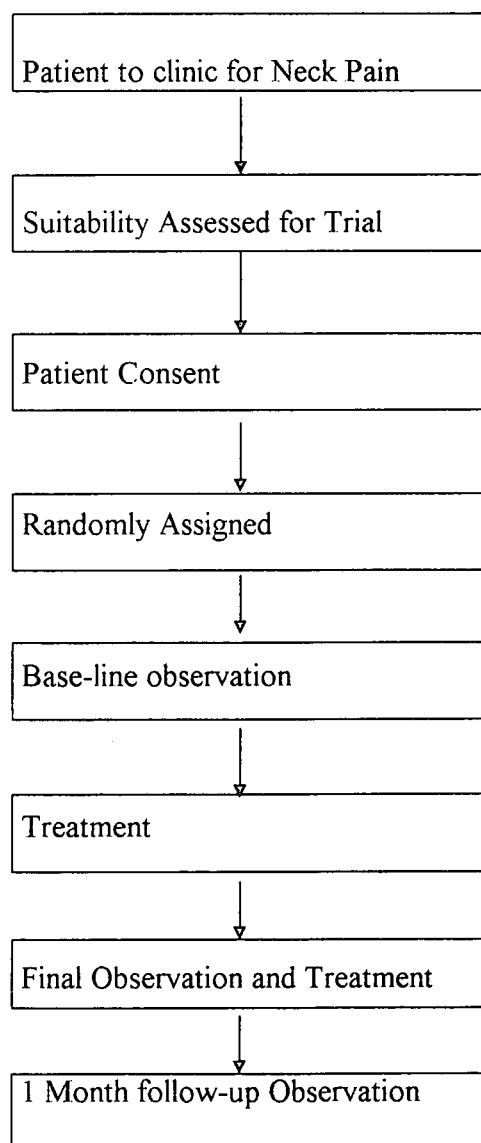 Patient to clinic for Neck Pain
Suitability Assessed for Trial
Patient Consent
Randomly Assigned
Base-line observation
Treatment
Final Observation and Treatment
1 Month follow-up Observation